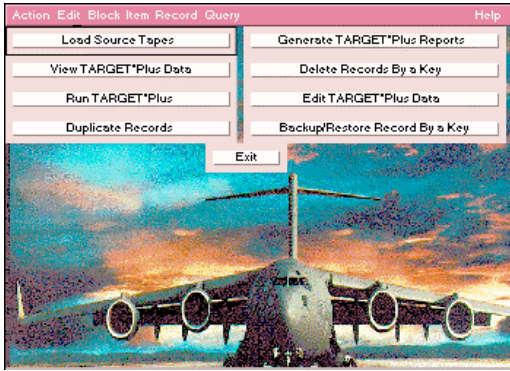 Action Edit Block Item Record Query Help
Load Source Tapes
Generate TARGET*Plus Reports
View TARGET*Plus Data
Delete Records By a Key
Run TARGET*Plus
Edit TARGET*Plus Data
Duplicate Records
Backup/Restore Record By a Key
Exit